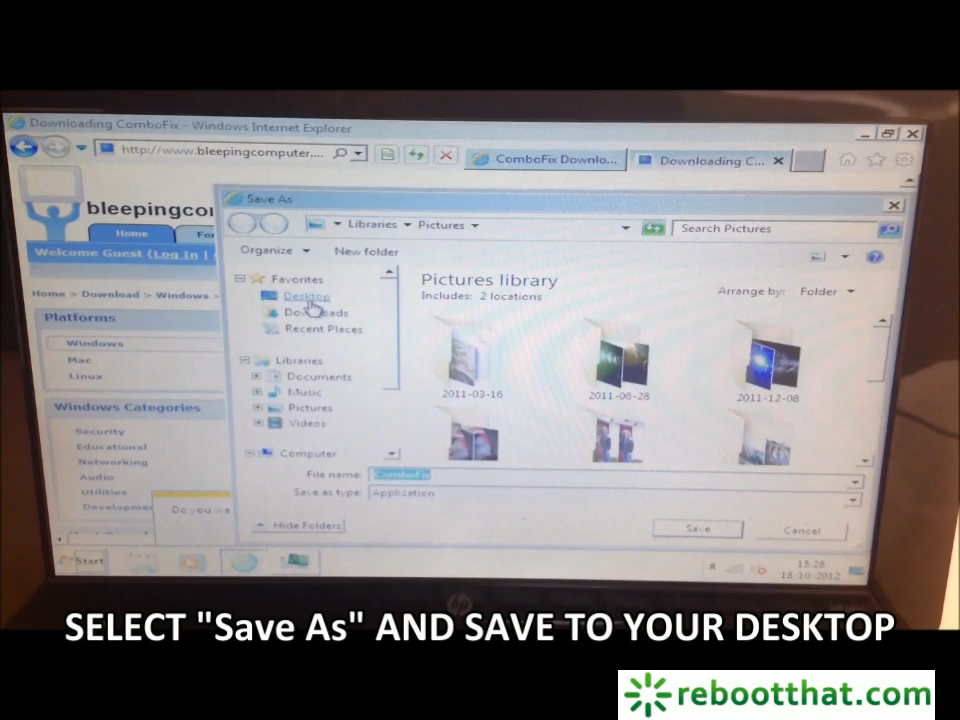 Downloading ComboFix - Windows Internet Explorer
http://www.bleepingcomputer....
ComboFix Downlo...
Downloading C...
bleepingcor
Home
For
Welcome Guest (Log In |
Home > Download > Windows >
Platforms
Windows
Mac
Linux
Windows Categories
Security
Educational
Networking
Audio
Utilities
Developmen
Do you wa
Save As
Libraries
Pictures
Search Pictures
Organize
New folder
Favorites
Desktop
Downloads
Recent Places
Libraries
Documents
Music
Pictures
Videos
Computer
Pictures library
Includes: 2 locations
Arrange by: Folder
2011-03-16
2011-06-28
2011-12-08
File name: ComboFix
Save as type: Application
Hide Folders
Save
Cancel
Start
15:28
18/10/2012
hp
SELECT "Save As" AND SAVE TO YOUR DESKTOP
rebootthat.com